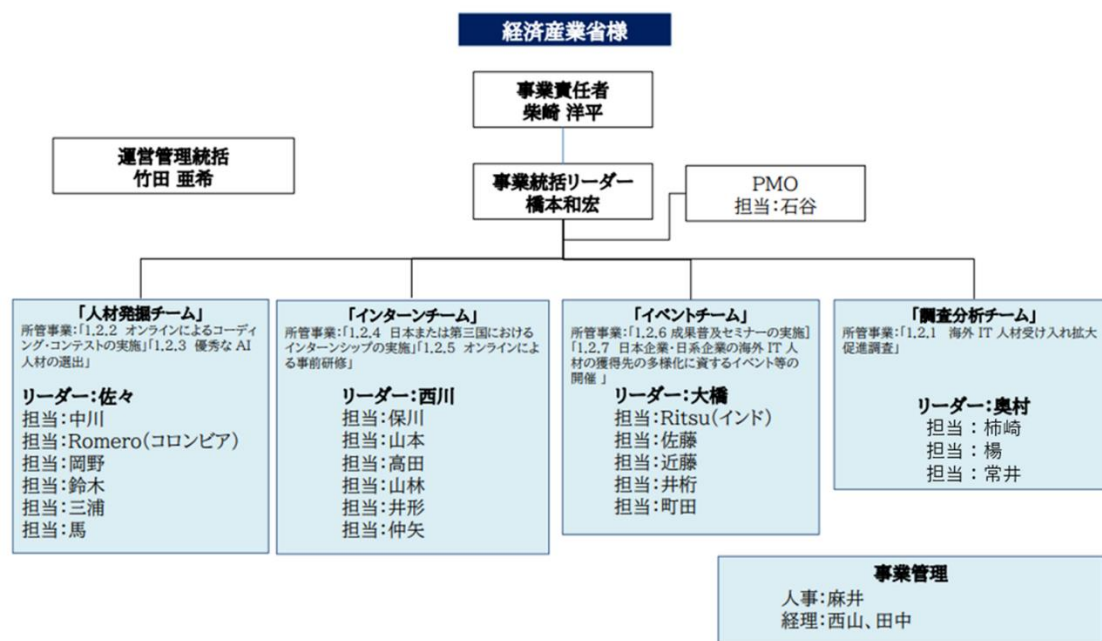 経済産業省様
事業責任者
柴崎 洋平
運営管理統括
竹田 亜希
事業統括リーダー
橋本和宏
PMO
担当:石谷
「人材発掘チーム」
所管事業:「1.2.2 オンラインによるコーディ
ング・コンテストの実施」「1.2.3 優秀な AI
人材の選出」
リーダー:佐々
担当:中川
担当:Romero(コロンビア)
担当:岡野
担当:鈴木
担当:三浦
担当:馬
「インターンチーム」
所管事業:「1.2.4 日本または第三国における
インターンシップの実施」「1.2.5 オンラインによ
る事前研修」
リーダー:西川
担当:保川
担当:山本
担当:高田
担当:山林
担当:井形
担当:仲矢
「イベントチーム」
所管事業:「1.2.6 成果普及セミナーの実施］
「1.2.7 日本企業・日系企業の海外 IT 人
材の獲得先の多様化に資するイベント等の
開催 」
リーダー:大橋
担当:Ritsu(インド)
担当:佐藤
担当:近藤
担当:井桁
担当:町田
「調査分析チーム」
所管事業:「1.2.1 海外 IT 人材受け入れ拡大
促進調査」
リーダー:奥村
担当：柿崎
担当：楊
担当：常井
事業管理
人事:麻井
経理:西山、田中